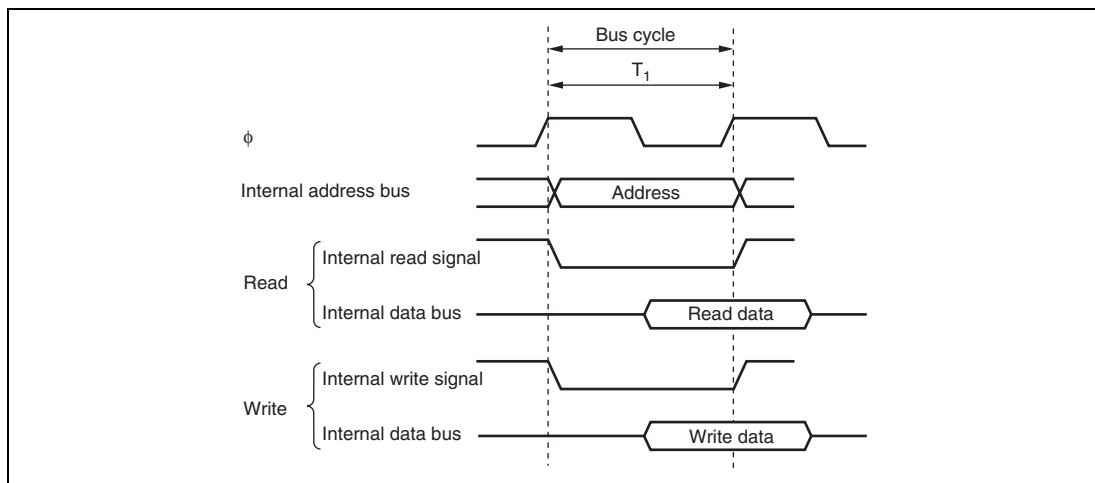 Bus cycle
T₁
ϕ
Internal address bus
Address
Internal read signal
Read
Internal data bus
Read data
Internal write signal
Write
Internal data bus
Write data